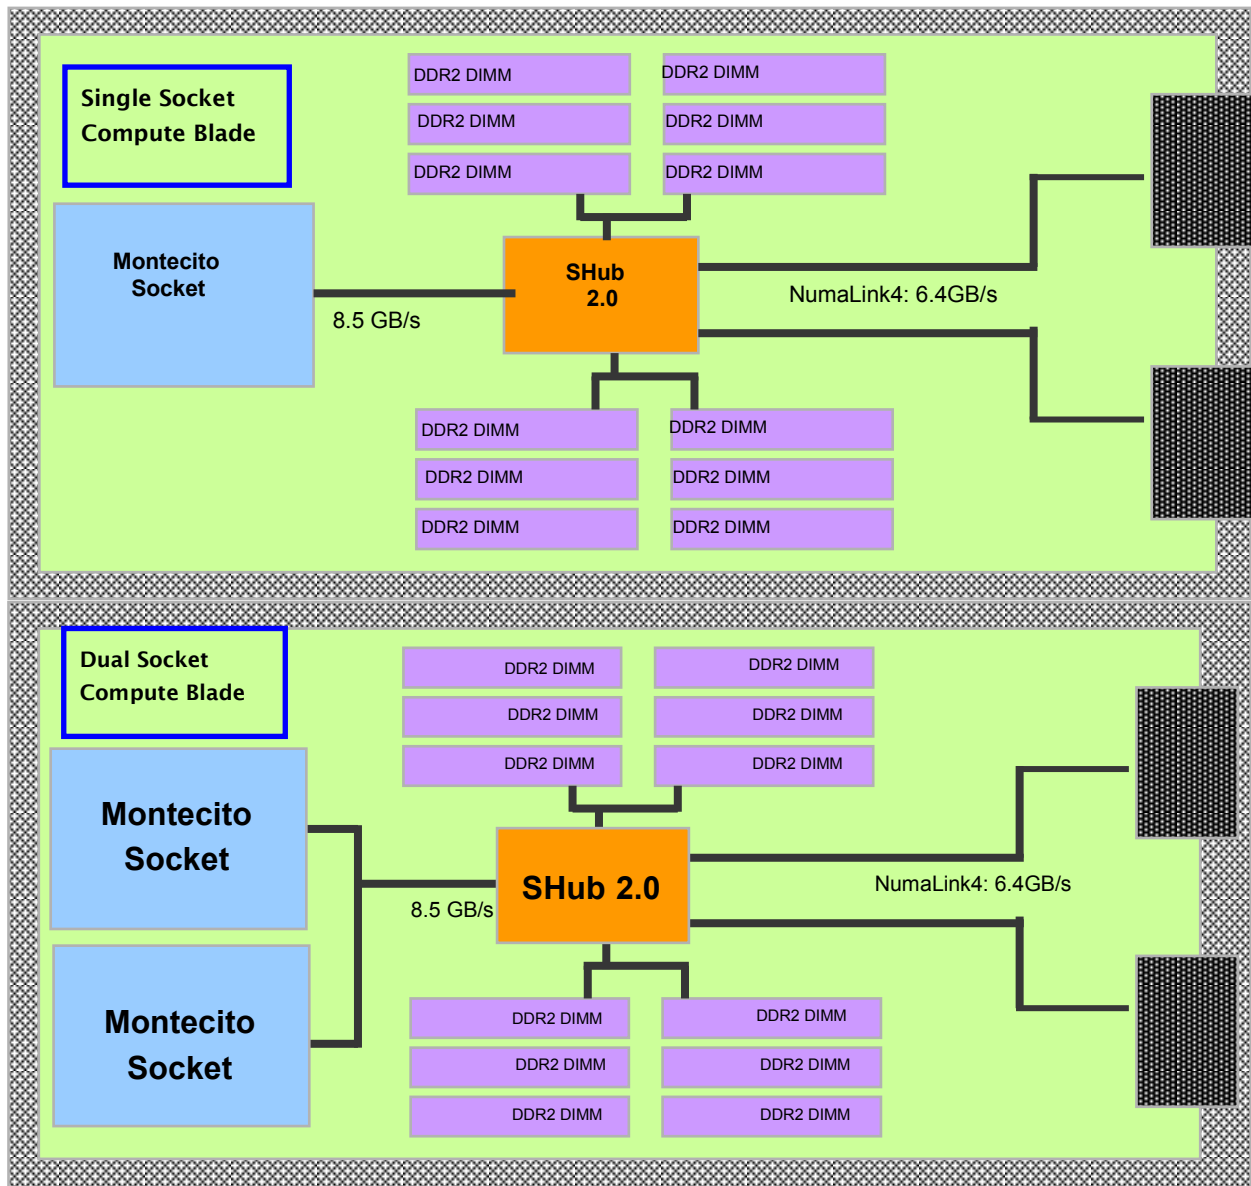 Single Socket
Compute Blade
DDR2 DIMM
DDR2 DIMM
DDR2 DIMM
DDR2 DIMM
DDR2 DIMM
DDR2 DIMM
Montecito
Socket
8.5 GB/s
SHub
2.0
NumaLink4: 6.4GB/s
DDR2 DIMM
DDR2 DIMM
DDR2 DIMM
DDR2 DIMM
DDR2 DIMM
DDR2 DIMM
Dual Socket
Compute Blade
DDR2 DIMM
DDR2 DIMM
DDR2 DIMM
DDR2 DIMM
DDR2 DIMM
DDR2 DIMM
Montecito
Socket
Montecito
Socket
8.5 GB/s
SHub 2.0
NumaLink4: 6.4GB/s
DDR2 DIMM
DDR2 DIMM
DDR2 DIMM
DDR2 DIMM
DDR2 DIMM
DDR2 DIMM